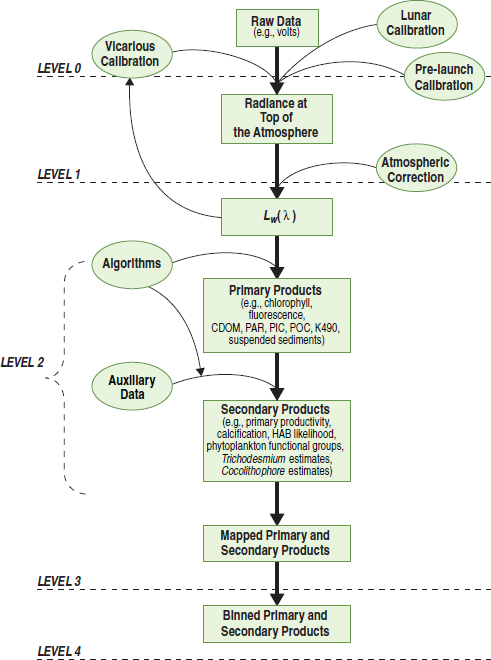 Raw Data
(e.g., volts)
Lunar
Calibration
Vicarious
Calibration
Pre-launch
Calibration
LEVEL 0
Radiance at
Top of
the Atmosphere
Atmospheric
Correction
LEVEL 1
Lw(λ)
Algorithms
Primary Products
(e.g., chlorophyll,
fluorescence,
CDOM, PAR, PIC, POC, K490,
suspended sediments)
LEVEL 2
Auxiliary
Data
Secondary Products
(e.g., primary productivity,
calcification, HAB likelihood,
phytoplankton functional groups,
Trichodesmium estimates,
Cocolithophore estimates)
Mapped Primary and
Secondary Products
LEVEL 3
Binned Primary and
Secondary Products
LEVEL 4